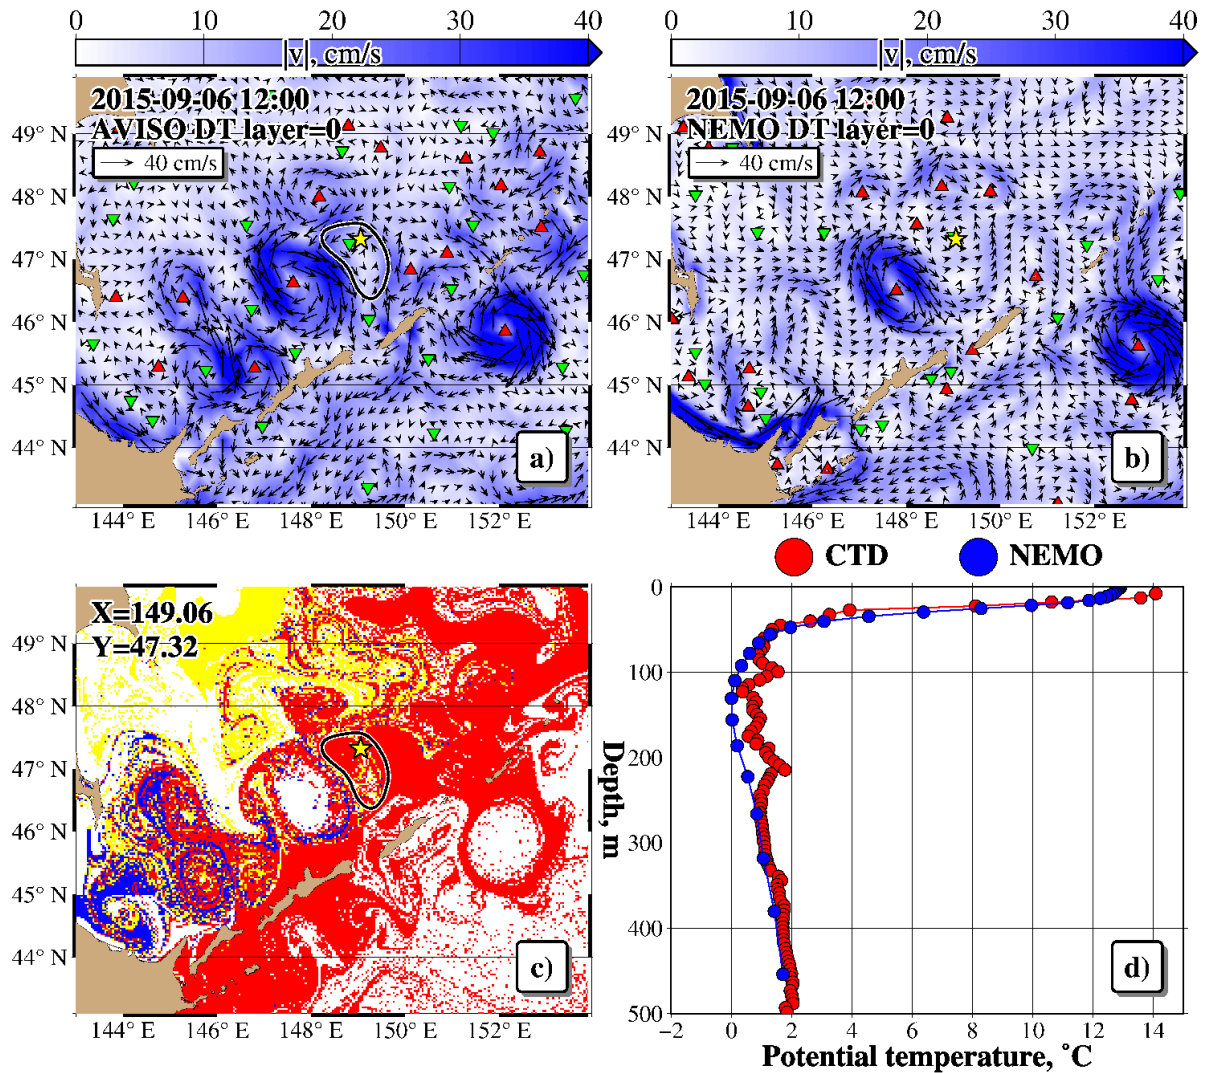 0 10 20 30 40
|v|, cm/s
2015-09-06 12:00
AVISO DT layer=0
40 cm/s
49° N
48° N
47° N
46° N
45° N
44° N
a)
144° E 146° E 148° E 150° E 152° E
0 10 20 30 40
|v|, cm/s
2015-09-06 12:00
NEMO DT layer=0
40 cm/s
49° N
48° N
47° N
46° N
45° N
44° N
b)
144° E 146° E 148° E 150° E 152° E
X=149.06
Y=47.32
49° N
48° N
47° N
46° N
45° N
44° N
c)
144° E 146° E 148° E 150° E 152° E
CTD NEMO
0
100
200
300
400
500
Depth, m
d)
−2 0 2 4 6 8 10 12 14
Potential temperature, ˚C